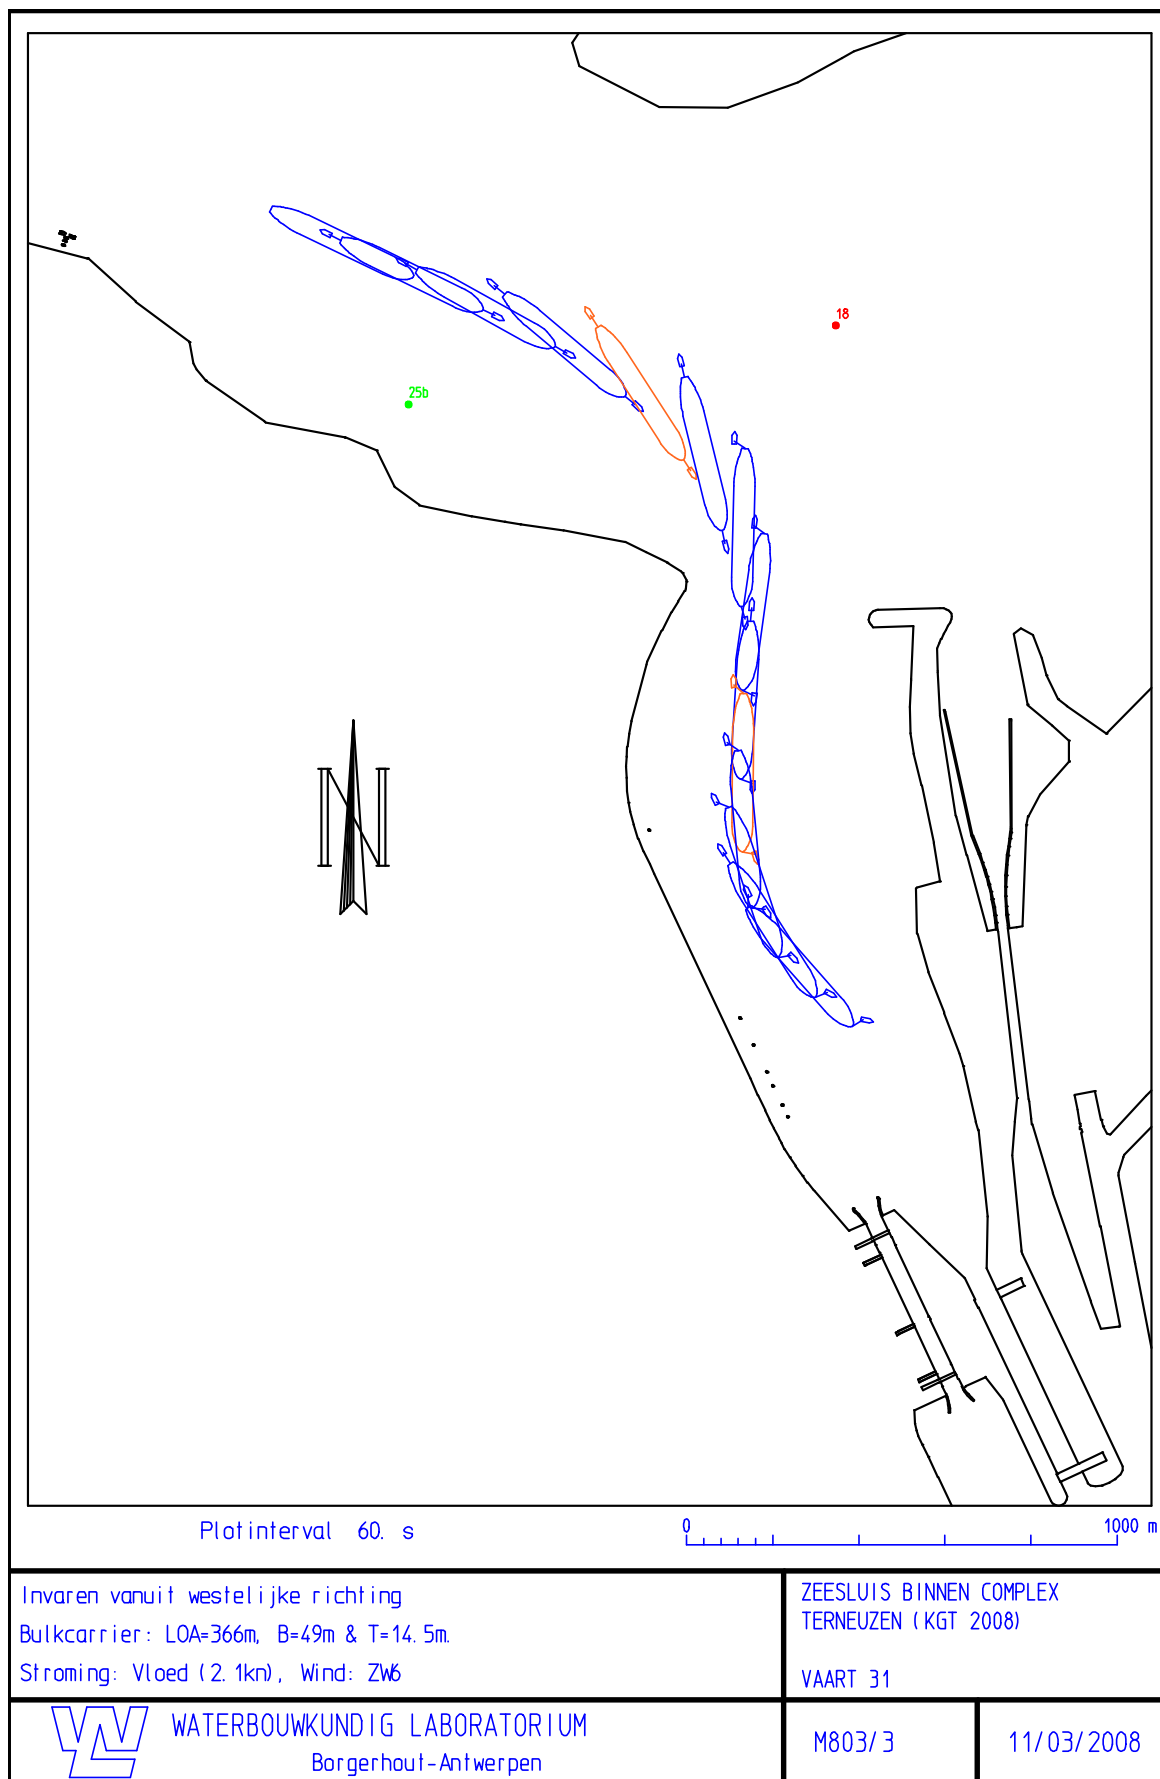 18
25b
N
Plotinterval 60. s
0 1000 m
Invaren vanuit westelijke richting
Bulkcarrier: LOA=366m, B=49m & T=14.5m.
Stroming: Vloed (2.1kn), Wind: ZW6
ZEESLUIS BINNEN COMPLEX
TERNEUZEN (KGT 2008)
VAART 31
WATERBOUWKUNDIG LABORATORIUM
Borgerhout-Antwerpen
M803/3
11/03/2008